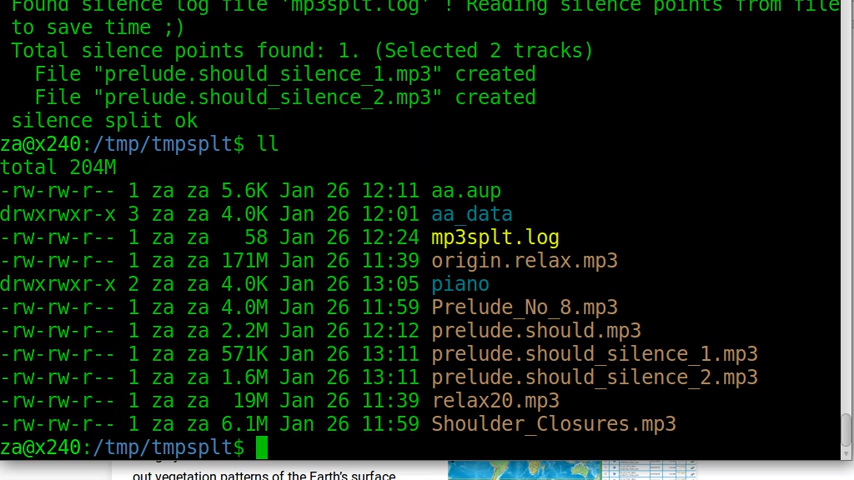 Found silence log file 'mp3splt.log' ! Reading silence points from file
to save time ;)
Total silence points found: 1. (Selected 2 tracks)
File "prelude.should_silence_1.mp3" created
File "prelude.should_silence_2.mp3" created
silence split ok
za@x240:/tmp/tmpsplt$ ll
total 204M
-rw-rw-r-- 1 za za 5.6K Jan 26 12:11 aa.aup
drwxrwxr-x 3 za za 4.0K Jan 26 12:01 aa_data
-rw-rw-r-- 1 za za 58 Jan 26 12:24 mp3splt.log
-rw-rw-r-- 1 za za 171M Jan 26 11:39 origin.relax.mp3
drwxrwxr-x 2 za za 4.0K Jan 26 13:05 piano
-rw-rw-r-- 1 za za 4.0M Jan 26 11:59 Prelude_No_8.mp3
-rw-rw-r-- 1 za za 2.2M Jan 26 12:12 prelude.should.mp3
-rw-rw-r-- 1 za za 571K Jan 26 13:11 prelude.should_silence_1.mp3
-rw-rw-r-- 1 za za 1.6M Jan 26 13:11 prelude.should_silence_2.mp3
-rw-rw-r-- 1 za za 19M Jan 26 11:39 relax20.mp3
-rw-rw-r-- 1 za za 6.1M Jan 26 11:59 Shoulder_Closures.mp3
za@x240:/tmp/tmpsplt$
out vegetation patterns of the Earth's surface